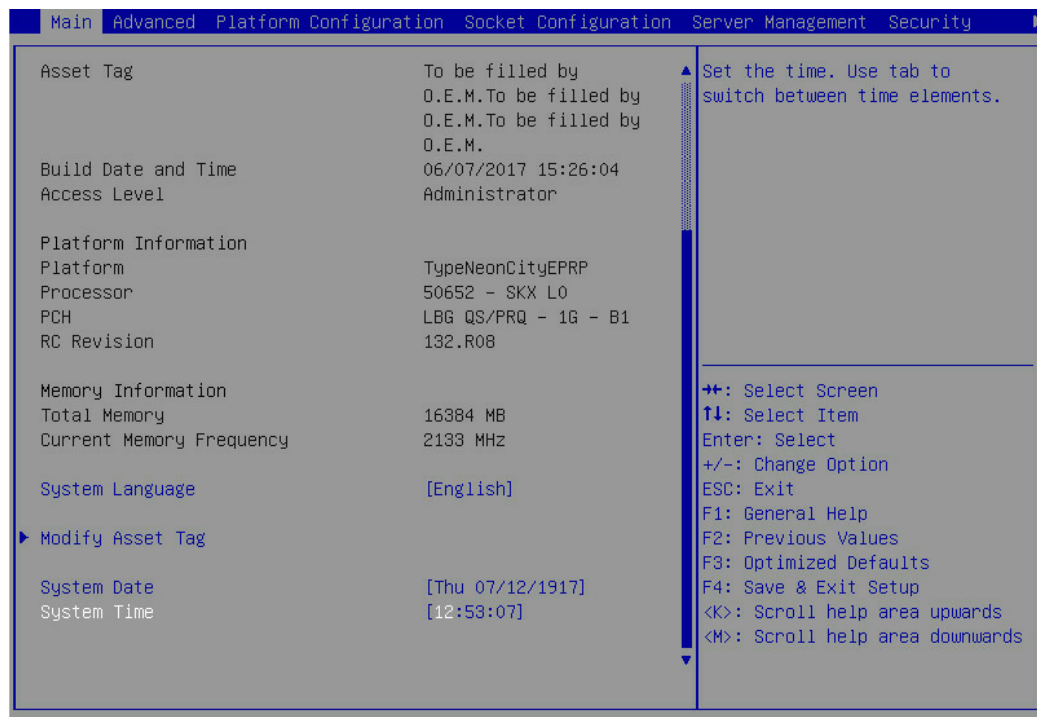 Main Advanced Platform Configuration Socket Configuration Server Management Security
Asset Tag To be filled by
O.E.M.To be filled by
O.E.M.To be filled by
O.E.M.
Build Date and Time 06/07/2017 15:26:04
Access Level Administrator
Platform Information
Platform TypeNeonCityEPRP
Processor 50652 - SKX L0
PCH LBG QS/PRQ - 1G - B1
RC Revision 132.R08
Memory Information
Total Memory 16384 MB
Current Memory Frequency 2133 MHz
System Language [English]
Modify Asset Tag
System Date [Thu 07/12/1917]
System Time [12:53:07]
Set the time. Use tab to
switch between time elements.
→←: Select Screen
↑↓: Select Item
Enter: Select
+/-: Change Option
ESC: Exit
F1: General Help
F2: Previous Values
F3: Optimized Defaults
F4: Save & Exit Setup
<K>: Scroll help area upwards
<M>: Scroll help area downwards